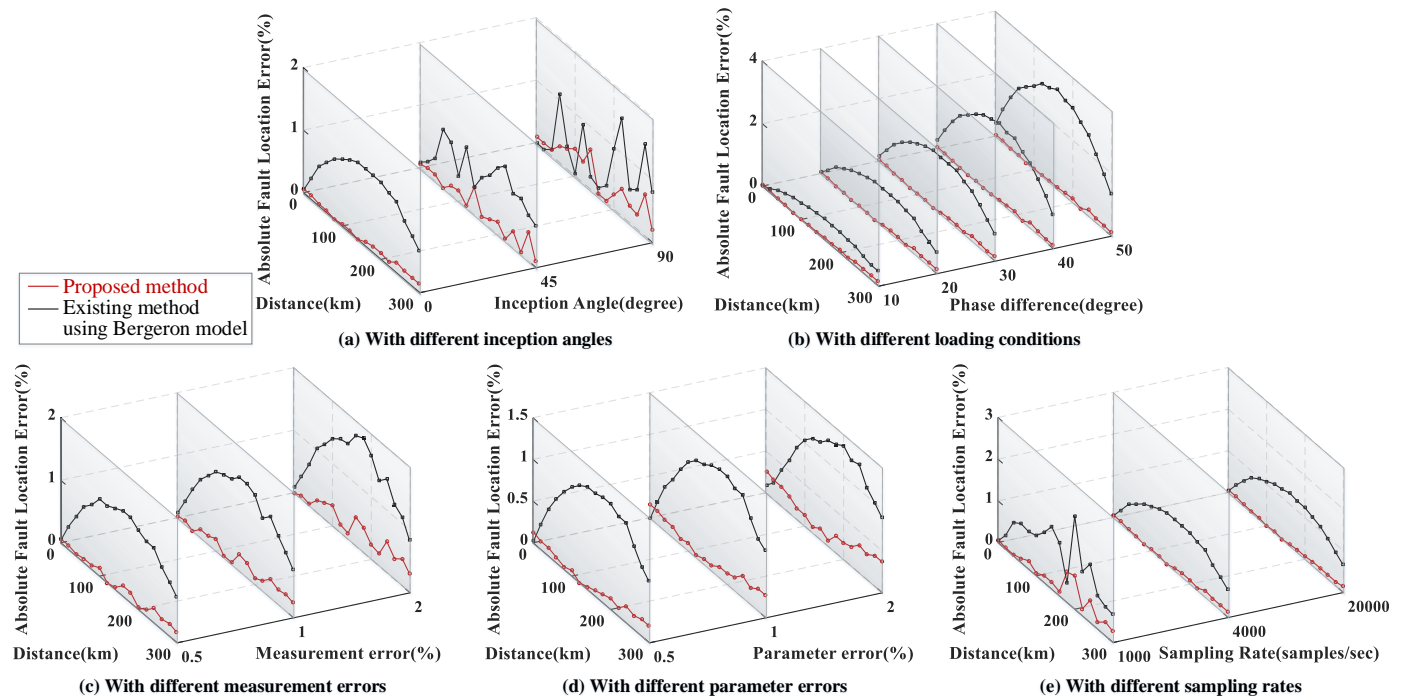 Absolute Fault Location Error(%)
2
1
0
0
100
200
300
Distance(km)
0
45
90
Inception Angle(degree)
(a) With different inception angles
Absolute Fault Location Error(%)
4
2
0
0
100
200
300
Distance(km)
10
20
30
40
50
Phase difference(degree)
(b) With different loading conditions
Proposed method
Existing method
using Bergeron model
Absolute Fault Location Error(%)
2
1
0
0
100
200
300
Distance(km)
0.5
1
2
Measurement error(%)
(c) With different measurement errors
Absolute Fault Location Error(%)
1.5
1
0.5
0
0
100
200
300
Distance(km)
0.5
1
2
Parameter error(%)
(d) With different parameter errors
Absolute Fault Location Error(%)
3
2
1
0
0
100
200
300
Distance(km)
1000
4000
20000
Sampling Rate(samples/sec)
(e) With different sampling rates